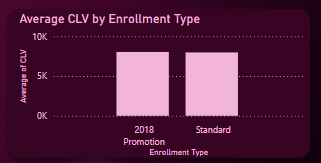 Average CLV by Enrollment Type
10K
5K
0K
Average of CLV
2018
Promotion
Standard
Enrollment Type